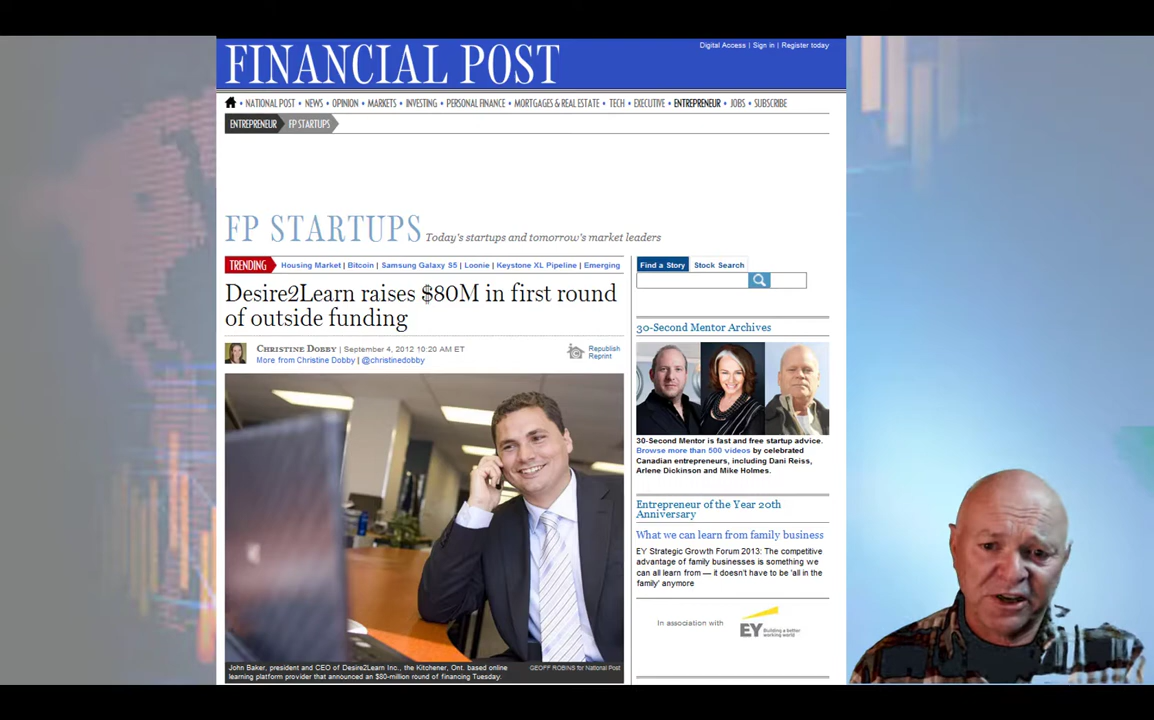 FINANCIAL POST
Digital Access | Sign in | Register today
NATIONAL POST • NEWS • OPINION • MARKETS • INVESTING • PERSONAL FINANCE • MORTGAGES & REAL ESTATE • TECH • EXECUTIVE • ENTREPRENEUR • JOBS • SUBSCRIBE
ENTREPRENEUR FP STARTUPS
FP STARTUPS Today's startups and tomorrow's market leaders
TRENDING Housing Market | Bitcoin | Samsung Galaxy S5 | Loonie | Keystone XL Pipeline | Emerging
Desire2Learn raises $80M in first round
of outside funding
CHRISTINE DOBBY | September 4, 2012 10:20 AM ET
More from Christine Dobby | @christinedobby
Republish
Reprint
John Baker, president and CEO of Desire2Learn Inc., the Kitchener, Ont. based online
learning platform provider that announced an $80-million round of financing Tuesday.
GEOFF ROBINS for National Post
Find a Story Stock Search
30-Second Mentor Archives
30-Second Mentor is fast and free startup advice.
Browse more than 500 videos by celebrated
Canadian entrepreneurs, including Dani Reiss,
Arlene Dickinson and Mike Holmes.
Entrepreneur of the Year 20th
Anniversary
What we can learn from family business
EY Strategic Growth Forum 2013: The competitive
advantage of family businesses is something we
can all learn from — it doesn't have to be 'all in the
family' anymore
In association with
EY Building a better
working world